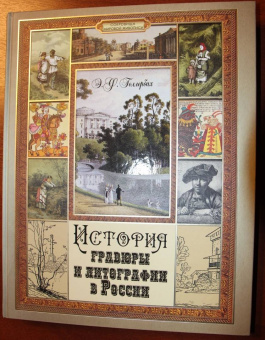 Э. Ф. Голлербах
История
гравюры
и литографии
в России